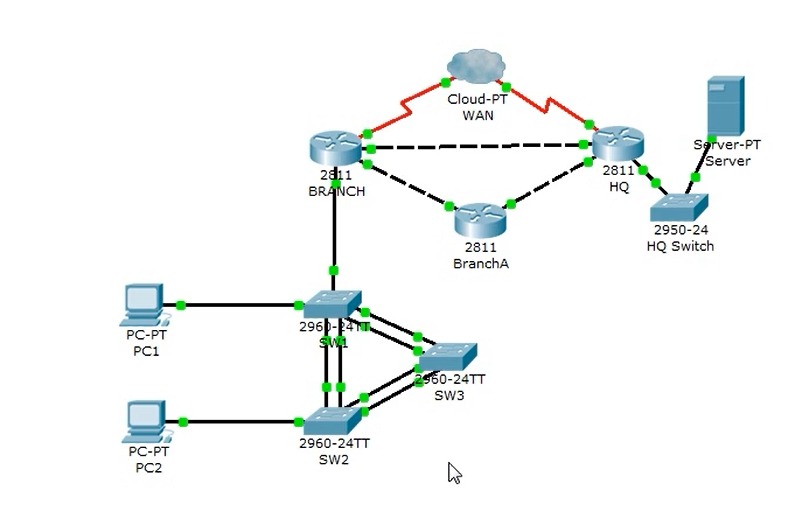 Cloud-PT
WAN
Server-PT
Server
2811
BRANCH
2811
HQ
2950-24
HQ Switch
2811
BranchA
PC-PT
PC1
2960-24TT
SW1
2960-24TT
SW3
PC-PT
PC2
2960-24TT
SW2